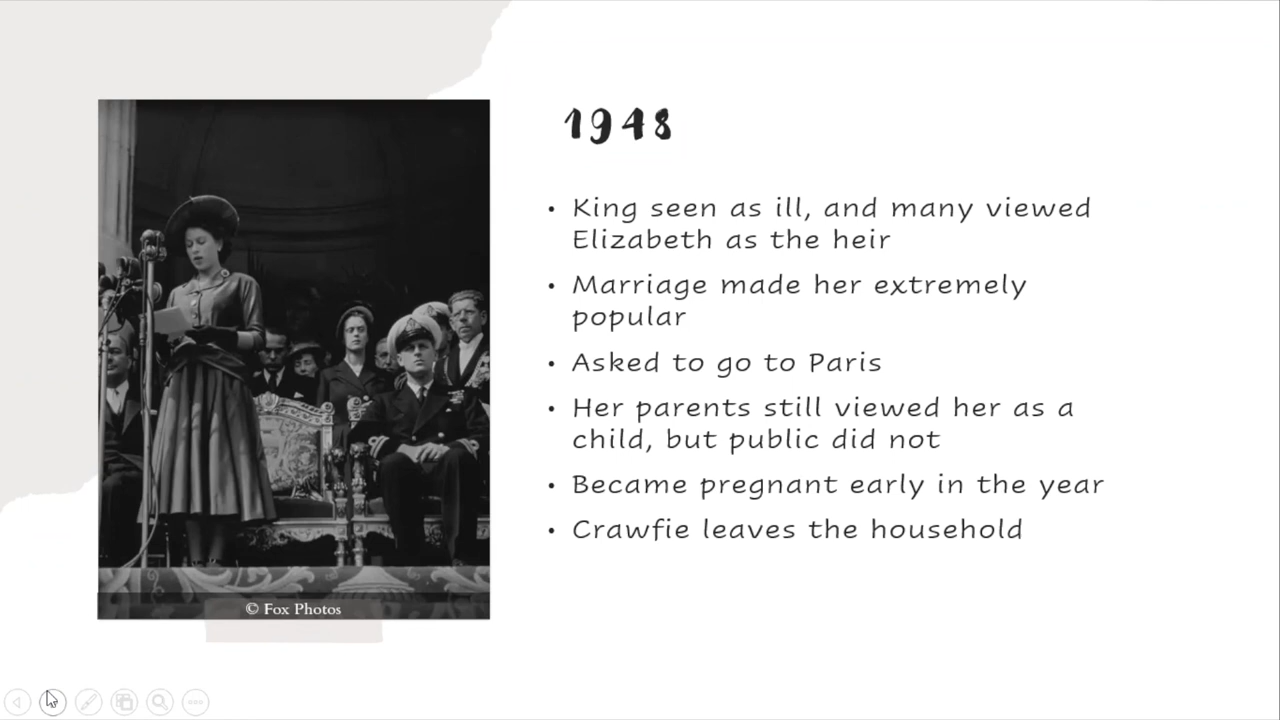 1948
• King seen as ill, and many viewed
Elizabeth as the heir
• Marriage made her extremely
popular
• Asked to go to Paris
• Her parents still viewed her as a
child, but public did not
• Became pregnant early in the year
• Crawfie leaves the household
© Fox Photos